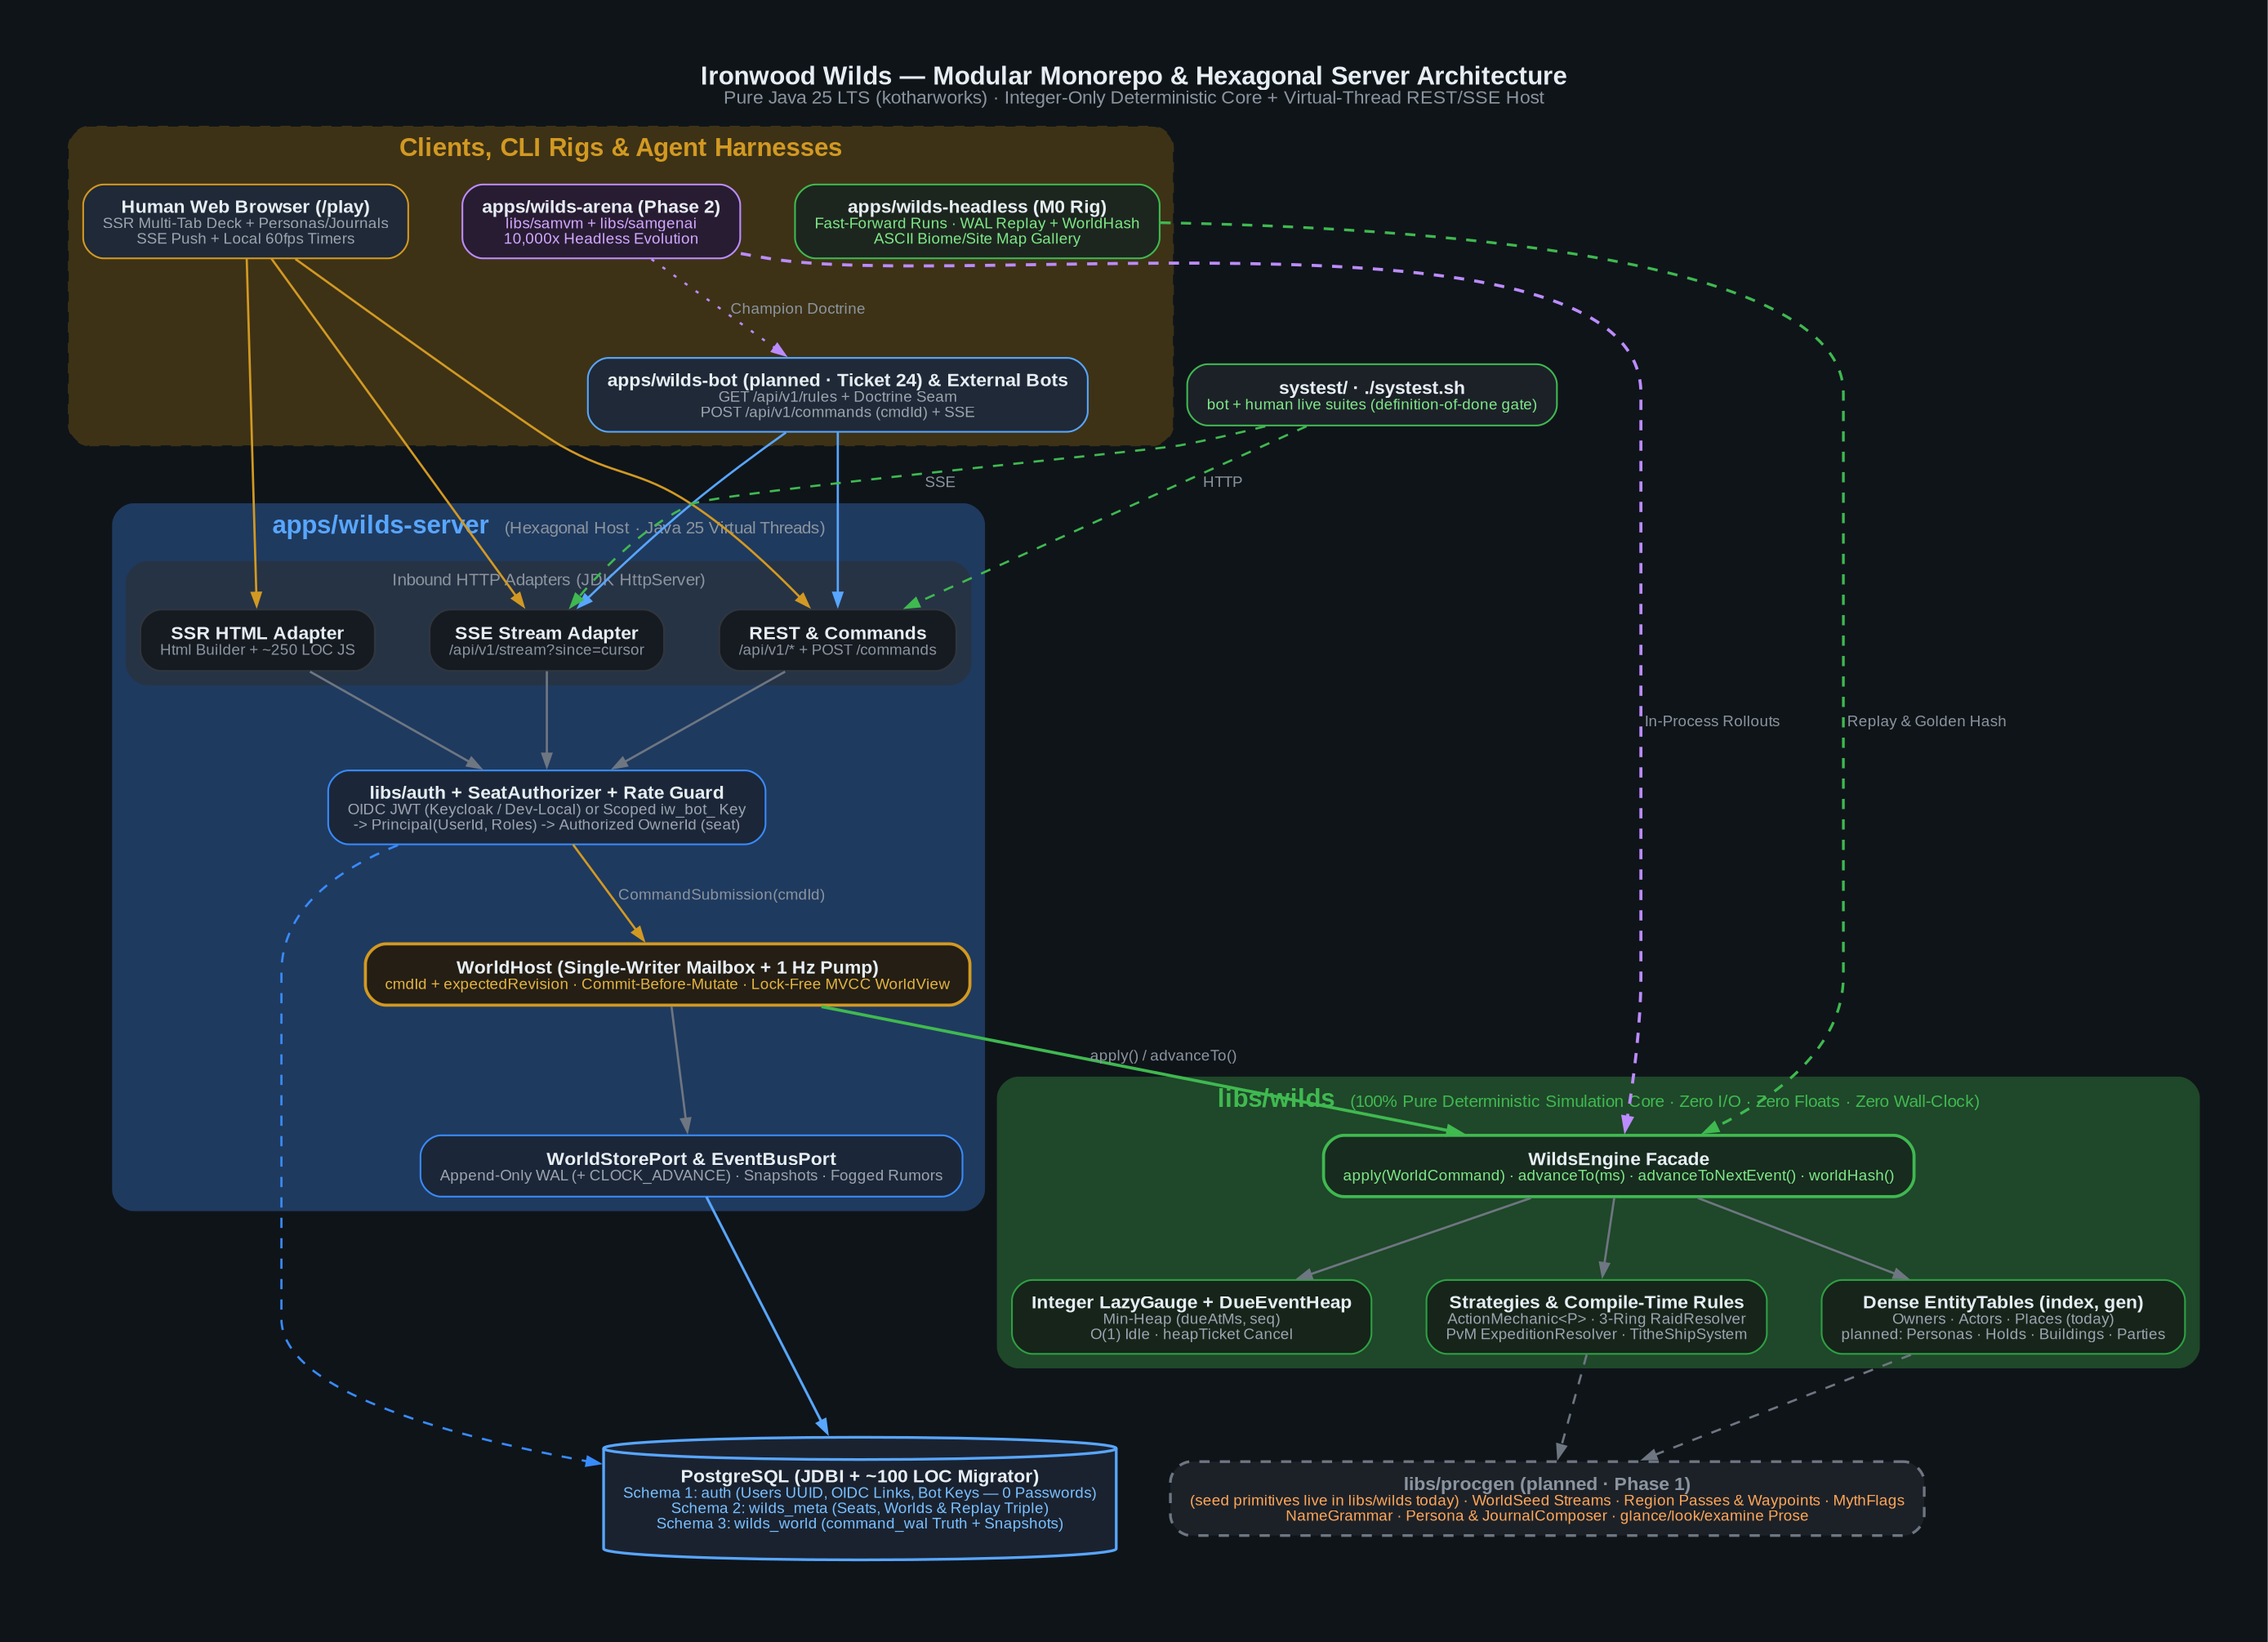 Ironwood Wilds — Modular Monorepo & Hexagonal Server Architecture
Pure Java 25 LTS (kotharworks) · Integer-Only Deterministic Core + Virtual-Thread REST/SSE Host
Clients, CLI Rigs & Agent Harnesses
Human Web Browser (/play)
SSR Multi-Tab Deck + Personas/Journals
SSE Push + Local 60fps Timers
apps/wilds-arena (Phase 2)
libs/samvm + libs/samgenai
10,000x Headless Evolution
apps/wilds-headless (M0 Rig)
Fast-Forward Runs · WAL Replay + WorldHash
ASCII Biome/Site Map Gallery
Champion Doctrine
apps/wilds-bot (planned · Ticket 24) & External Bots
GET /api/v1/rules + Doctrine Seam
POST /api/v1/commands (cmdId) + SSE
systest/ · ./systest.sh
bot + human live suites (definition-of-done gate)
SSE
HTTP
apps/wilds-server (Hexagonal Host · Java 25 Virtual Threads)
Inbound HTTP Adapters (JDK HttpServer)
SSR HTML Adapter
Html Builder + ~250 LOC JS
SSE Stream Adapter
/api/v1/stream?since=cursor
REST & Commands
/api/v1/* + POST /commands
In-Process Rollouts
Replay & Golden Hash
libs/auth + SeatAuthorizer + Rate Guard
OIDC JWT (Keycloak / Dev-Local) or Scoped iw_bot_ Key
-> Principal(UserId, Roles) -> Authorized OwnerId (seat)
CommandSubmission(cmdId)
WorldHost (Single-Writer Mailbox + 1 Hz Pump)
cmdId + expectedRevision · Commit-Before-Mutate · Lock-Free MVCC WorldView
apply() / advanceTo()
libs/wilds (100% Pure Deterministic Simulation Core · Zero I/O · Zero Floats · Zero Wall-Clock)
WorldStorePort & EventBusPort
Append-Only WAL (+ CLOCK_ADVANCE) · Snapshots · Fogged Rumors
WildsEngine Facade
apply(WorldCommand) · advanceTo(ms) · advanceToNextEvent() · worldHash()
Integer LazyGauge + DueEventHeap
Min-Heap (dueAtMs, seq)
O(1) Idle · heapTicket Cancel
Strategies & Compile-Time Rules
ActionMechanic<P> · 3-Ring RaidResolver
PvM ExpeditionResolver · TitheShipSystem
Dense EntityTables (index, gen)
Owners · Actors · Places (today)
planned: Personas · Holds · Buildings · Parties
PostgreSQL (JDBI + ~100 LOC Migrator)
Schema 1: auth (Users UUID, OIDC Links, Bot Keys — 0 Passwords)
Schema 2: wilds_meta (Seats, Worlds & Replay Triple)
Schema 3: wilds_world (command_wal Truth + Snapshots)
libs/procgen (planned · Phase 1)
(seed primitives live in libs/wilds today) · WorldSeed Streams · Region Passes & Waypoints · MythFlags
NameGrammar · Persona & JournalComposer · glance/look/examine Prose